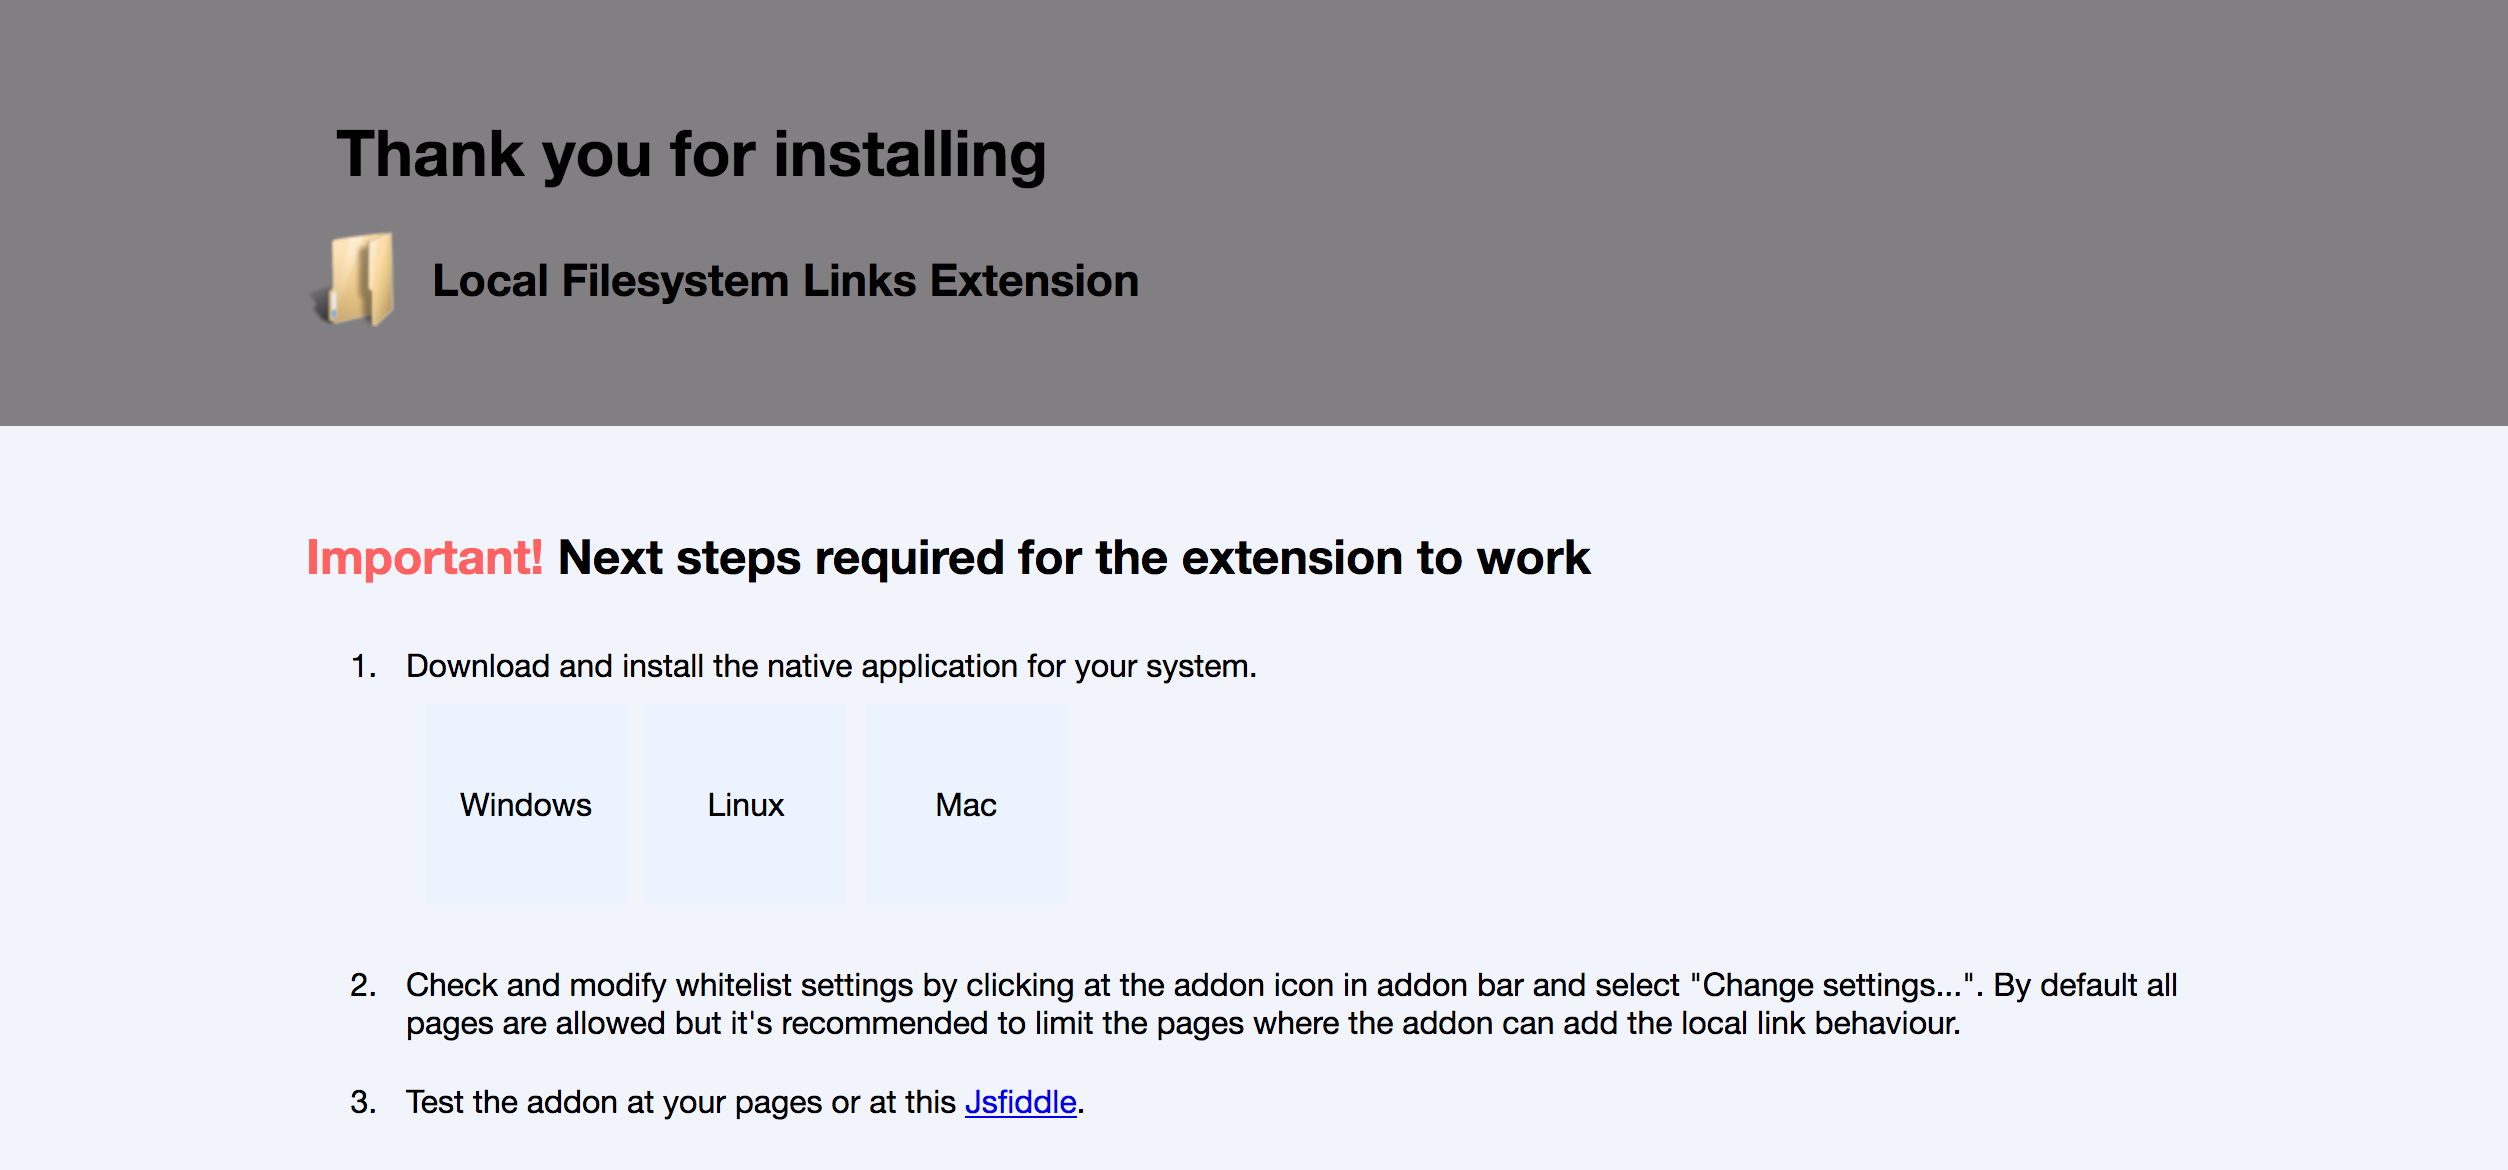 Thank you for installing
Local Filesystem Links Extension
Important! Next steps required for the extension to work
1. Download and install the native application for your system.
Windows Linux Mac
2. Check and modify whitelist settings by clicking at the addon icon in addon bar and select "Change settings...". By default all
pages are allowed but it's recommended to limit the pages where the addon can add the local link behaviour.
3. Test the addon at your pages or at this Jsfiddle.